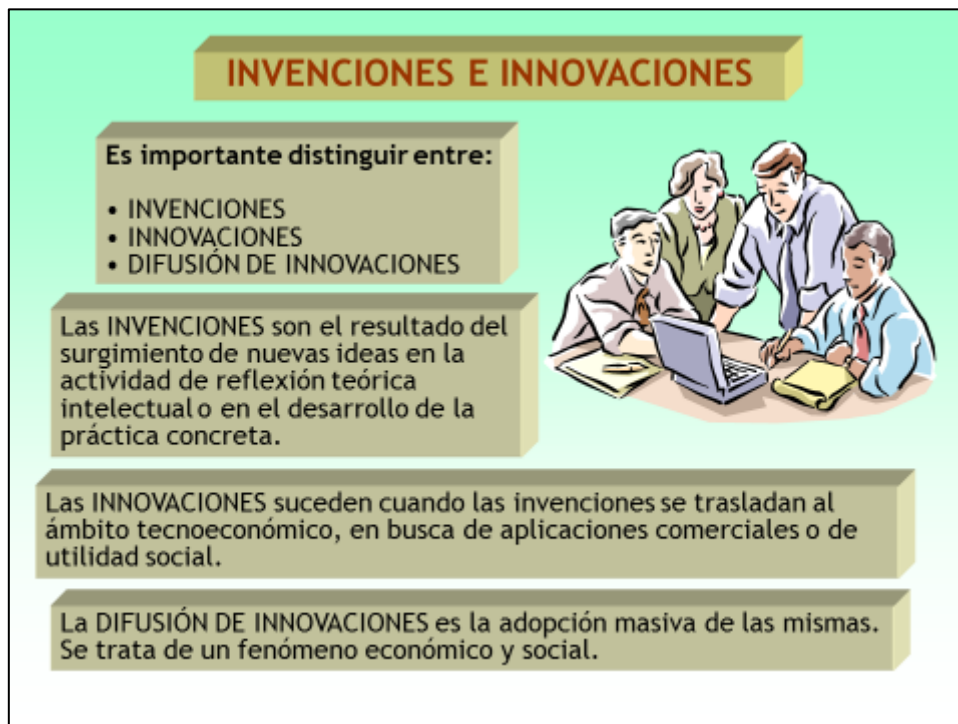 INVENCIONES E INNOVACIONES
Es importante distinguir entre:
• INVENCIONES
• INNOVACIONES
• DIFUSIÓN DE INNOVACIONES
Las INVENCIONES son el resultado del
surgimiento de nuevas ideas en la
actividad de reflexión teórica
intelectual o en el desarrollo de la
práctica concreta.
Las INNOVACIONES suceden cuando las invenciones se trasladan al
ámbito tecnoeconómico, en busca de aplicaciones comerciales o de
utilidad social.
La DIFUSIÓN DE INNOVACIONES es la adopción masiva de las mismas.
Se trata de un fenómeno económico y social.